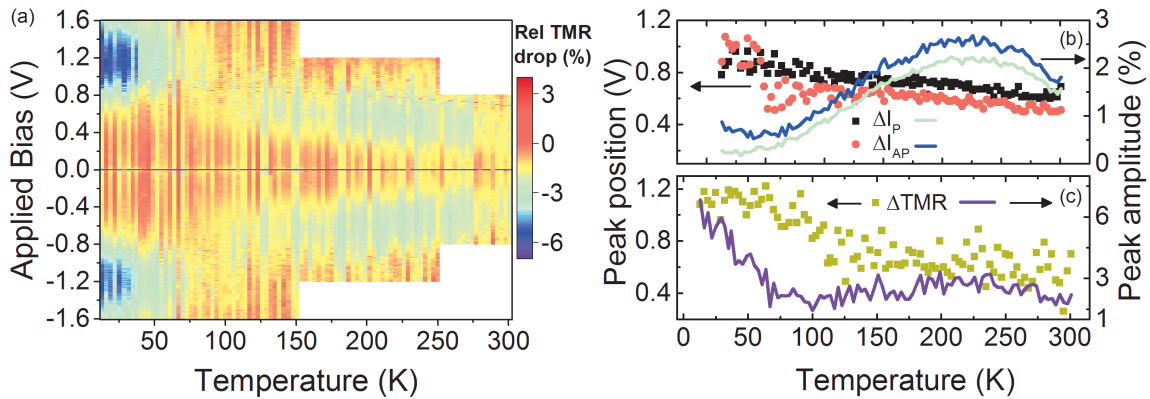 (a)
Rel TMR
drop (%)
1.6
1.2
0.8
0.4
0.0
-0.4
-0.8
-1.2
-1.6
Applied Bias (V)
50 100 150 200 250 300
Temperature (K)
3
0
-3
-6
(b)
1.2
0.8
0.4
Peak position (V)
3
2
1
0
Peak amplitude (%)
ΔI_P
ΔI_AP
(c)
1.2
0.8
0.4
ΔTMR
6
3
1
0 50 100 150 200 250 300
Temperature (K)